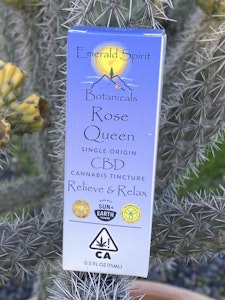 Emerald Spirit
Botanicals
Rose
Queen
SINGLE ORIGIN
CBD
CANNABIS TINCTURE
Relieve & Relax
SUN+
EARTH
CA
0.5 FL OZ (15ML)